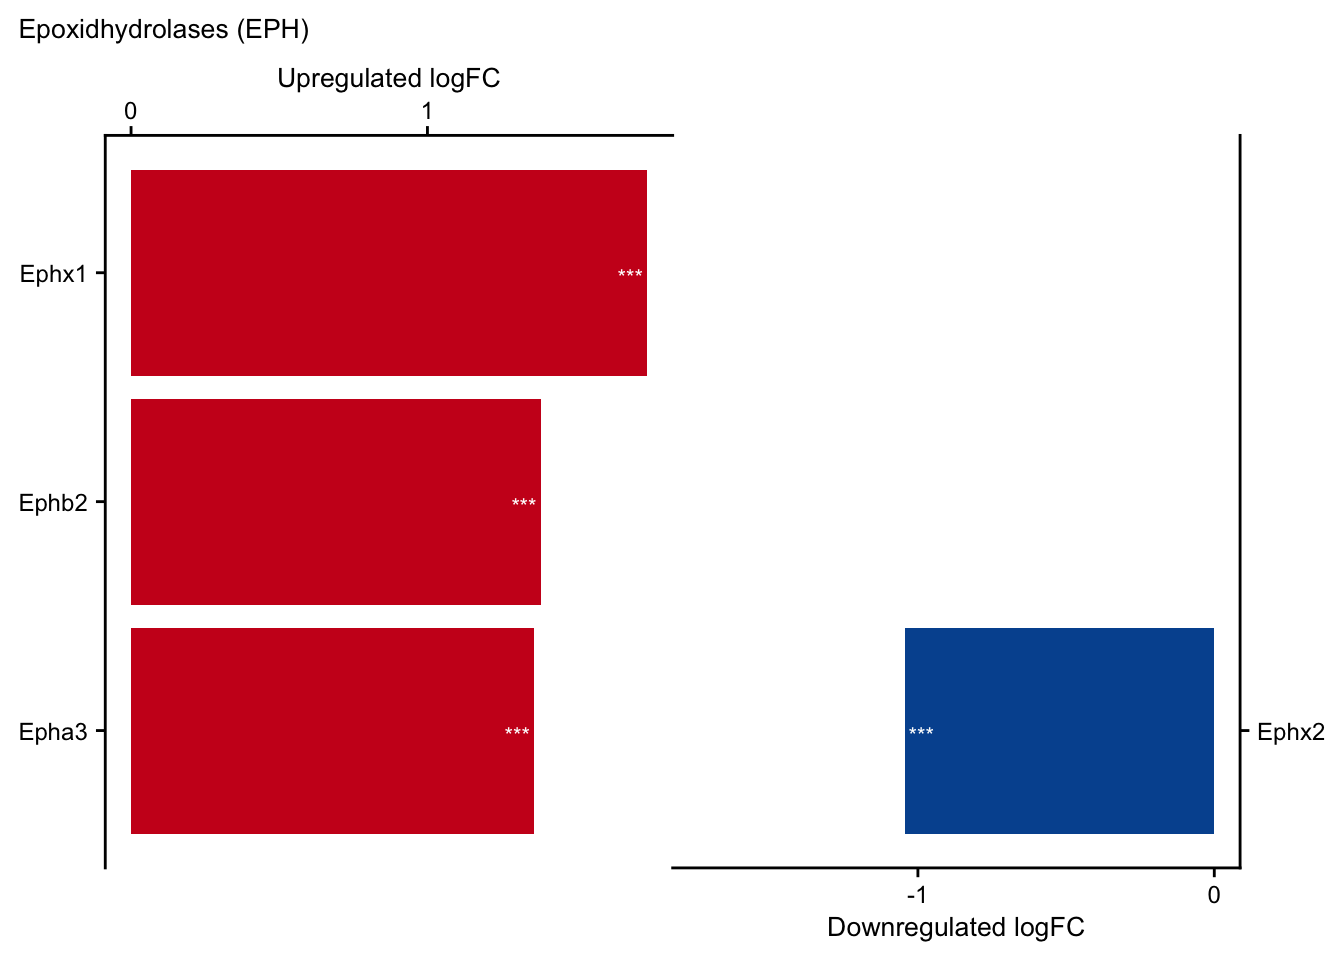 Epoxidhydrolases (EPH)
Upregulated logFC
0 1
Ephx1
***
Ephb2
***
Epha3
***
***
Ephx2
-1 0
Downregulated logFC